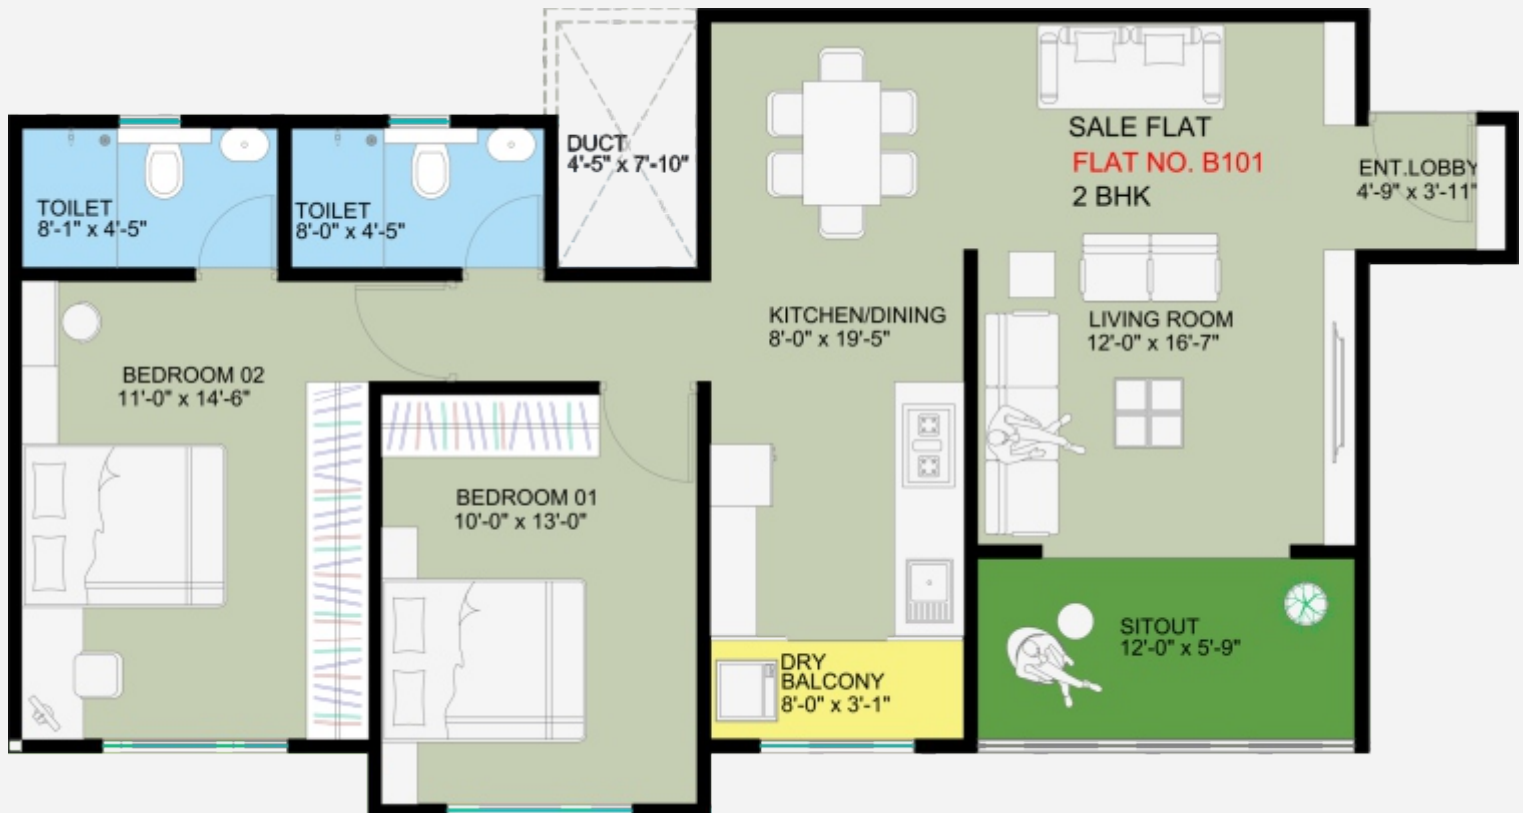 DUCT
4'-5" x 7'-10"
SALE FLAT
FLAT NO. B101
2 BHK
ENT.LOBBY
4'-9" x 3'-11"
TOILET
8'-1" x 4'-5"
TOILET
8'-0" x 4'-5"
KITCHEN/DINING
8'-0" x 19'-5"
LIVING ROOM
12'-0" x 16'-7"
BEDROOM 02
11'-0" x 14'-6"
BEDROOM 01
10'-0" x 13'-0"
SITOUT
12'-0" x 5'-9"
DRY
BALCONY
8'-0" x 3'-1"